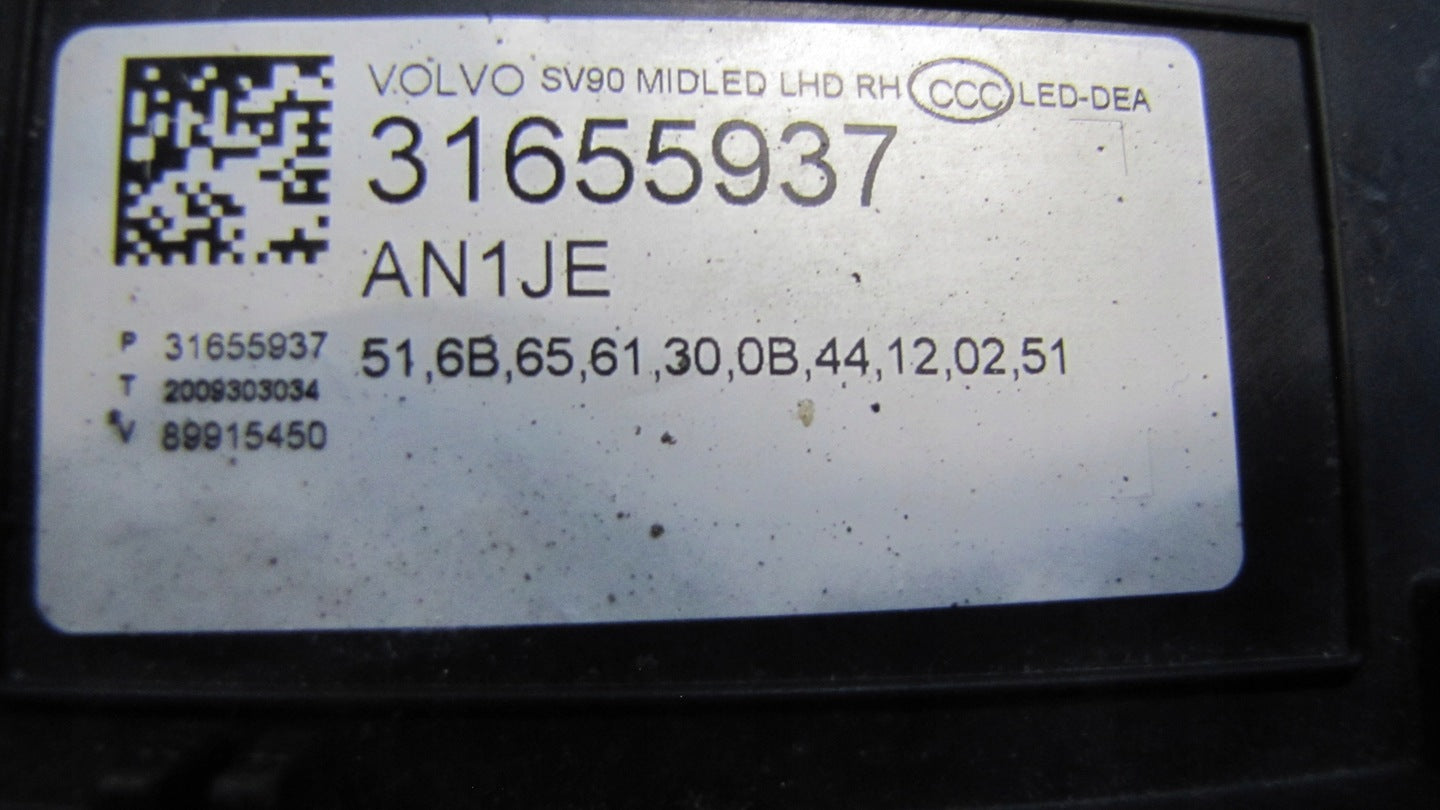 VOLVO SV90 MIDLED LHD RH CCC LED-DEA
31655937
AN1JE
P 31655937
T 2009303034
V 89915450
51,6B,65,61,30,0B,44,12,02,51